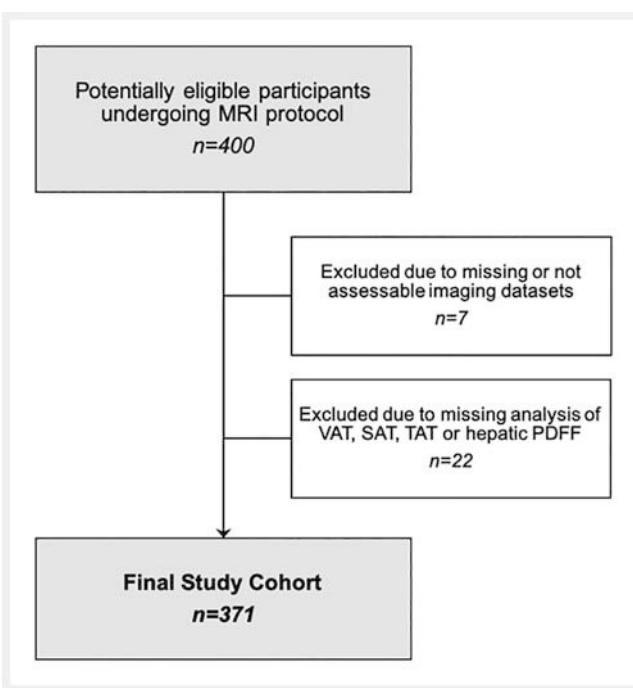 Potentially eligible participants
undergoing MRI protocol
n=400
Excluded due to missing or not
assessable imaging datasets
n=7
Excluded due to missing analysis of
VAT, SAT, TAT or hepatic PDFF
n=22
Final Study Cohort
n=371